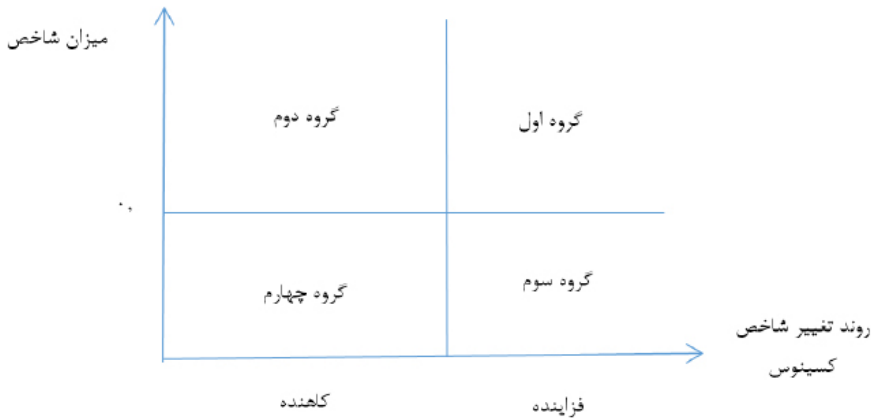 میزان شاخص
گروه دوم
گروه اول
۰,
گروه چهارم
گروه سوم
روند تغییر شاخص
کسینوس
کاهنده
فزاینده